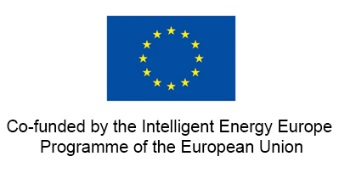 Co-funded by the Intelligent Energy Europe
Programme of the European Union